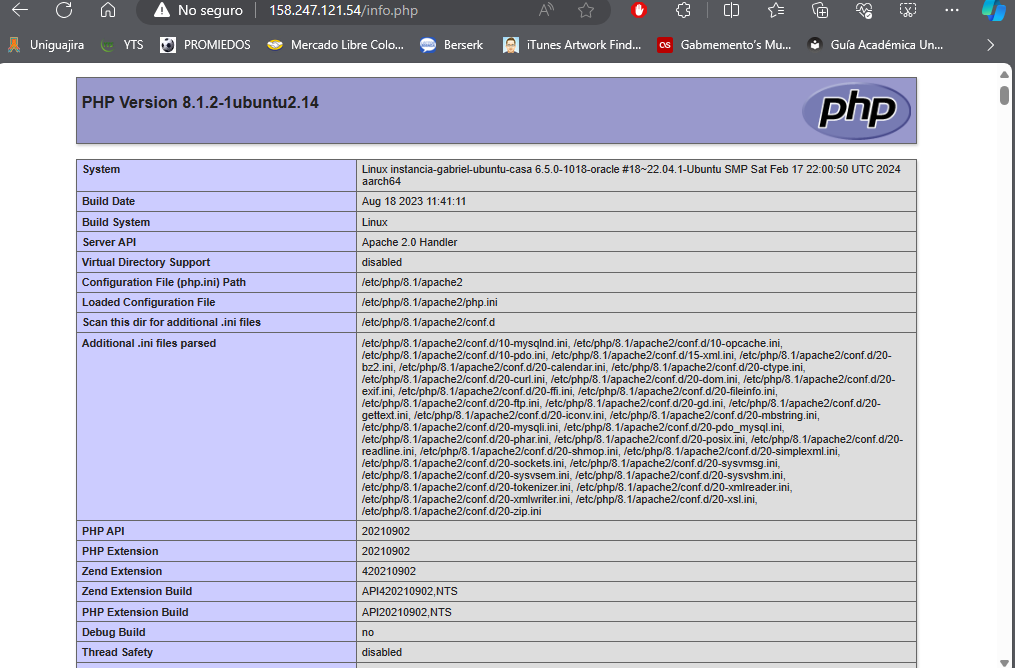 No seguro
158.247.121.54/info.php
Uniguajira
YTS
PROMIEDOS
Mercado Libre Colo...
Berserk
iTunes Artwork Find...
Gabmemento's Mu...
Guía Académica Un...
PHP Version 8.1.2-1ubuntu2.14
php
System
Linux instancia-gabriel-ubuntu-casa 6.5.0-1018-oracle #18~22.04.1-Ubuntu SMP Sat Feb 17 22:00:50 UTC 2024
aarch64
Build Date
Aug 18 2023 11:41:11
Build System
Linux
Server API
Apache 2.0 Handler
Virtual Directory Support
disabled
Configuration File (php.ini) Path
/etc/php/8.1/apache2
Loaded Configuration File
/etc/php/8.1/apache2/php.ini
Scan this dir for additional .ini files
/etc/php/8.1/apache2/conf.d
Additional .ini files parsed
/etc/php/8.1/apache2/conf.d/10-mysqlnd.ini, /etc/php/8.1/apache2/conf.d/10-opcache.ini,
/etc/php/8.1/apache2/conf.d/10-pdo.ini, /etc/php/8.1/apache2/conf.d/15-xml.ini, /etc/php/8.1/apache2/conf.d/20-
bz2.ini, /etc/php/8.1/apache2/conf.d/20-calendar.ini, /etc/php/8.1/apache2/conf.d/20-ctype.ini,
/etc/php/8.1/apache2/conf.d/20-curl.ini, /etc/php/8.1/apache2/conf.d/20-dom.ini, /etc/php/8.1/apache2/conf.d/20-
exif.ini, /etc/php/8.1/apache2/conf.d/20-ffi.ini, /etc/php/8.1/apache2/conf.d/20-fileinfo.ini,
/etc/php/8.1/apache2/conf.d/20-ftp.ini, /etc/php/8.1/apache2/conf.d/20-gd.ini, /etc/php/8.1/apache2/conf.d/20-
gettext.ini, /etc/php/8.1/apache2/conf.d/20-iconv.ini, /etc/php/8.1/apache2/conf.d/20-mbstring.ini,
/etc/php/8.1/apache2/conf.d/20-mysqli.ini, /etc/php/8.1/apache2/conf.d/20-pdo_mysql.ini,
/etc/php/8.1/apache2/conf.d/20-phar.ini, /etc/php/8.1/apache2/conf.d/20-posix.ini, /etc/php/8.1/apache2/conf.d/20-
readline.ini, /etc/php/8.1/apache2/conf.d/20-shmop.ini, /etc/php/8.1/apache2/conf.d/20-simplexml.ini,
/etc/php/8.1/apache2/conf.d/20-sockets.ini, /etc/php/8.1/apache2/conf.d/20-sysvmsg.ini,
/etc/php/8.1/apache2/conf.d/20-sysvsem.ini, /etc/php/8.1/apache2/conf.d/20-sysvshm.ini,
/etc/php/8.1/apache2/conf.d/20-tokenizer.ini, /etc/php/8.1/apache2/conf.d/20-xmlreader.ini,
/etc/php/8.1/apache2/conf.d/20-xmlwriter.ini, /etc/php/8.1/apache2/conf.d/20-xsl.ini,
/etc/php/8.1/apache2/conf.d/20-zip.ini
PHP API
20210902
PHP Extension
20210902
Zend Extension
420210902
Zend Extension Build
API420210902,NTS
PHP Extension Build
API20210902,NTS
Debug Build
no
Thread Safety
disabled